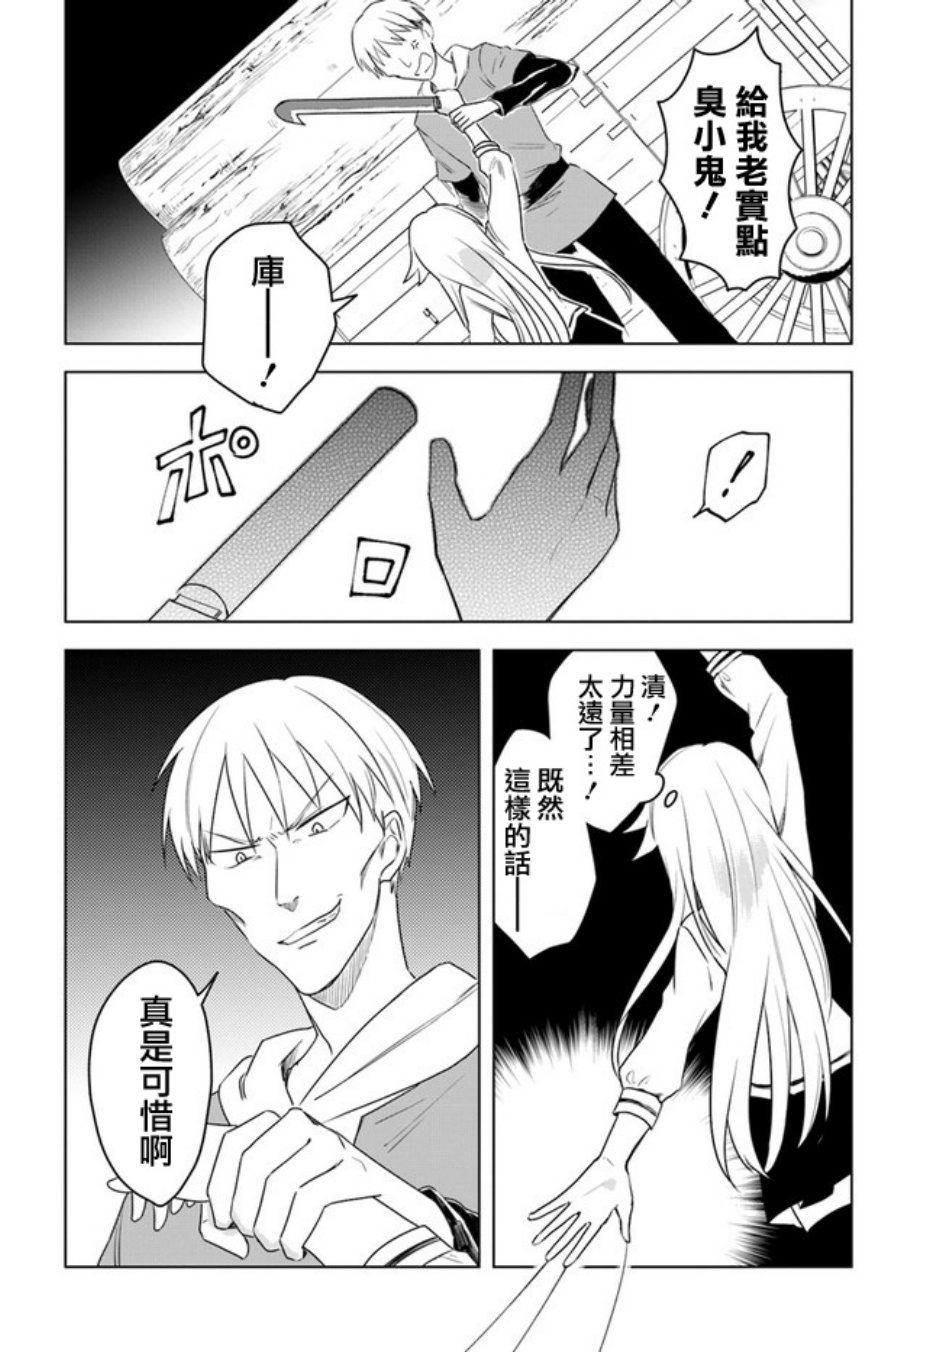 給我老實點
臭小鬼！
庫——！
！
ポロ
漬！
力量相差
太遠了…！
既然
這樣的話——
真是可惜啊